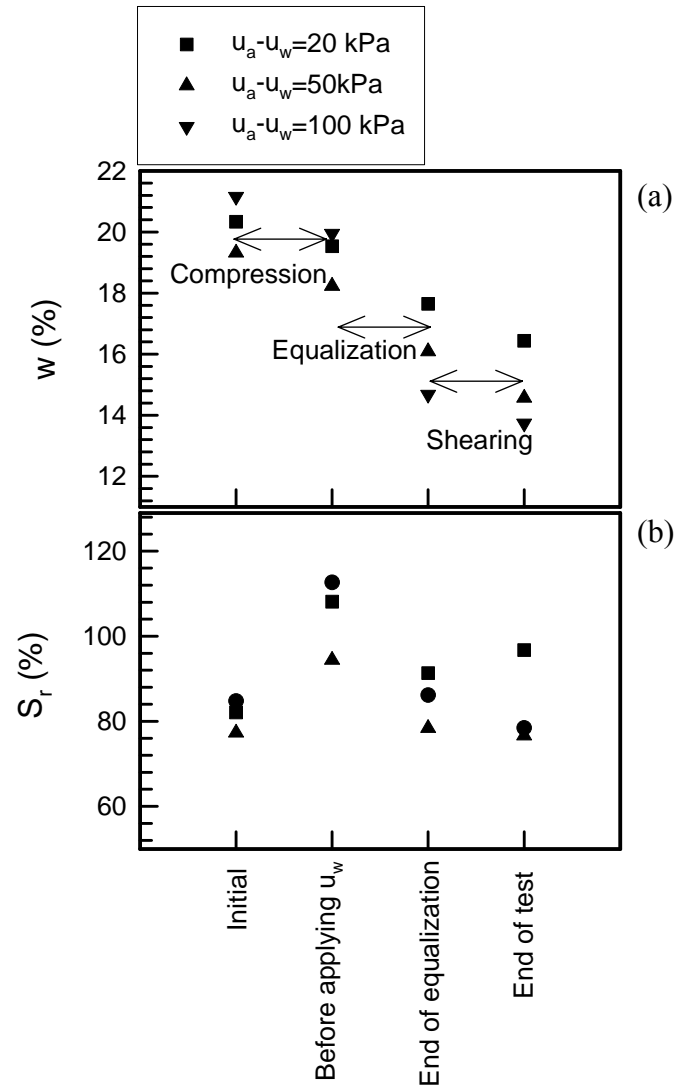 u_a-u_w=20 kPa
u_a-u_w=50kPa
u_a-u_w=100 kPa
(a)
22
20
18
16
14
12
w (%)
Compression
Equalization
Shearing
(b)
120
100
80
60
S_r (%)
Initial
Before applying u_w
End of equalization
End of test